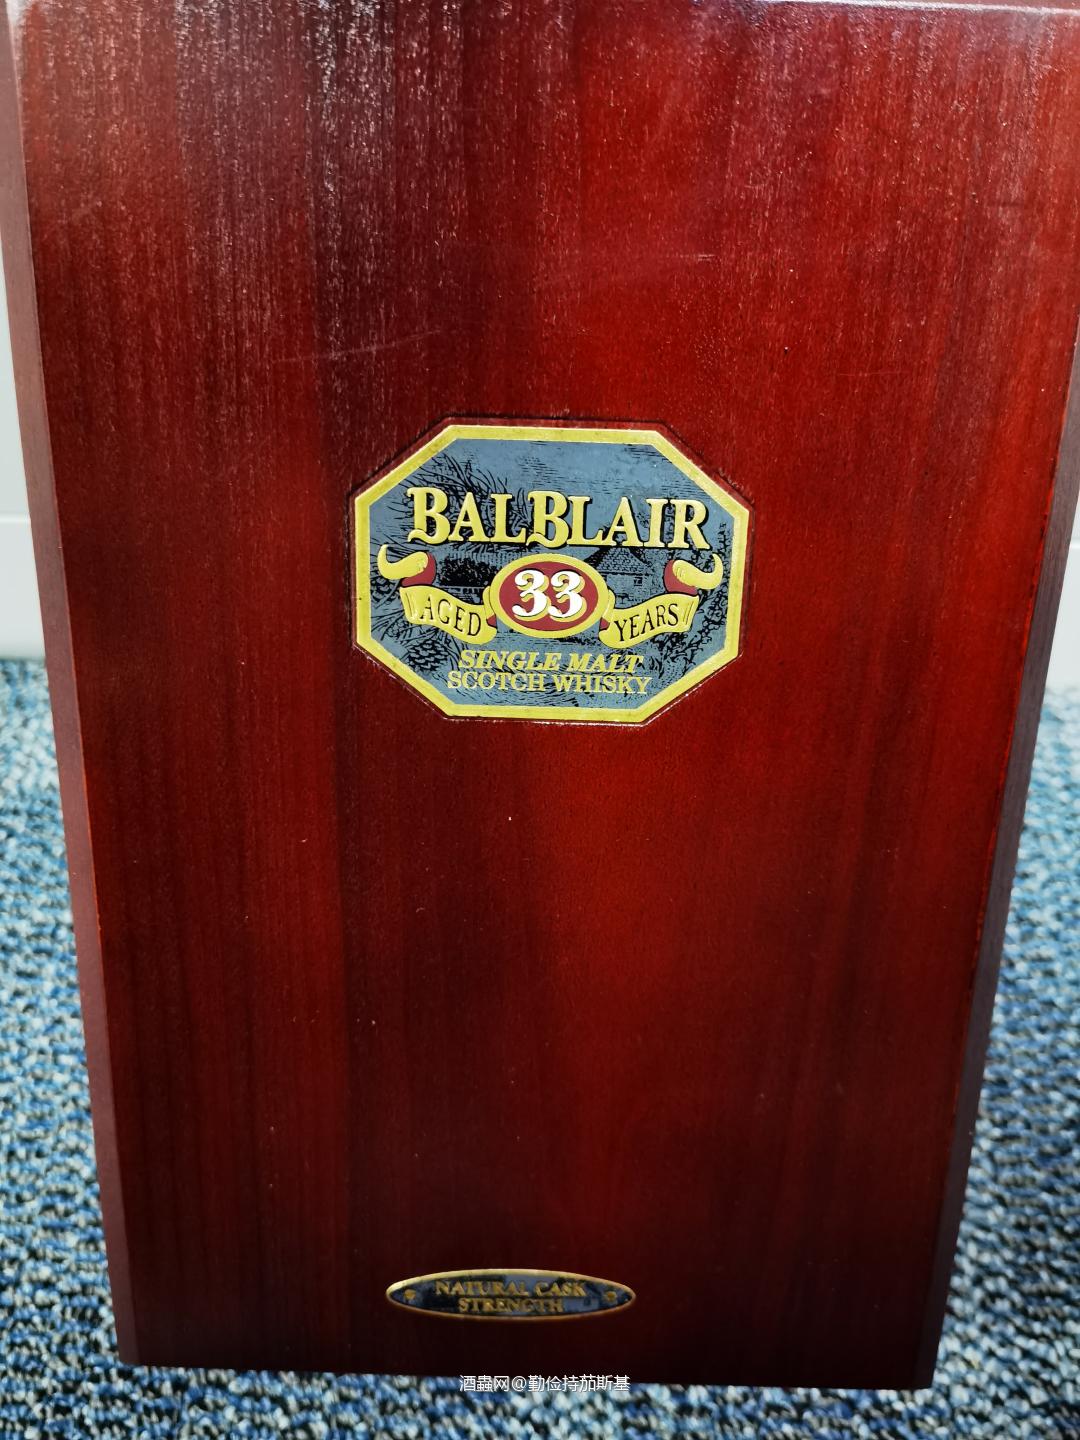 BALBLAIR
AGED 33 YEARS
SINGLE MALT
SCOTCH WHISKY
NATURAL CASK
STRENGTH
酒蟲网@勤俭持茄斯基